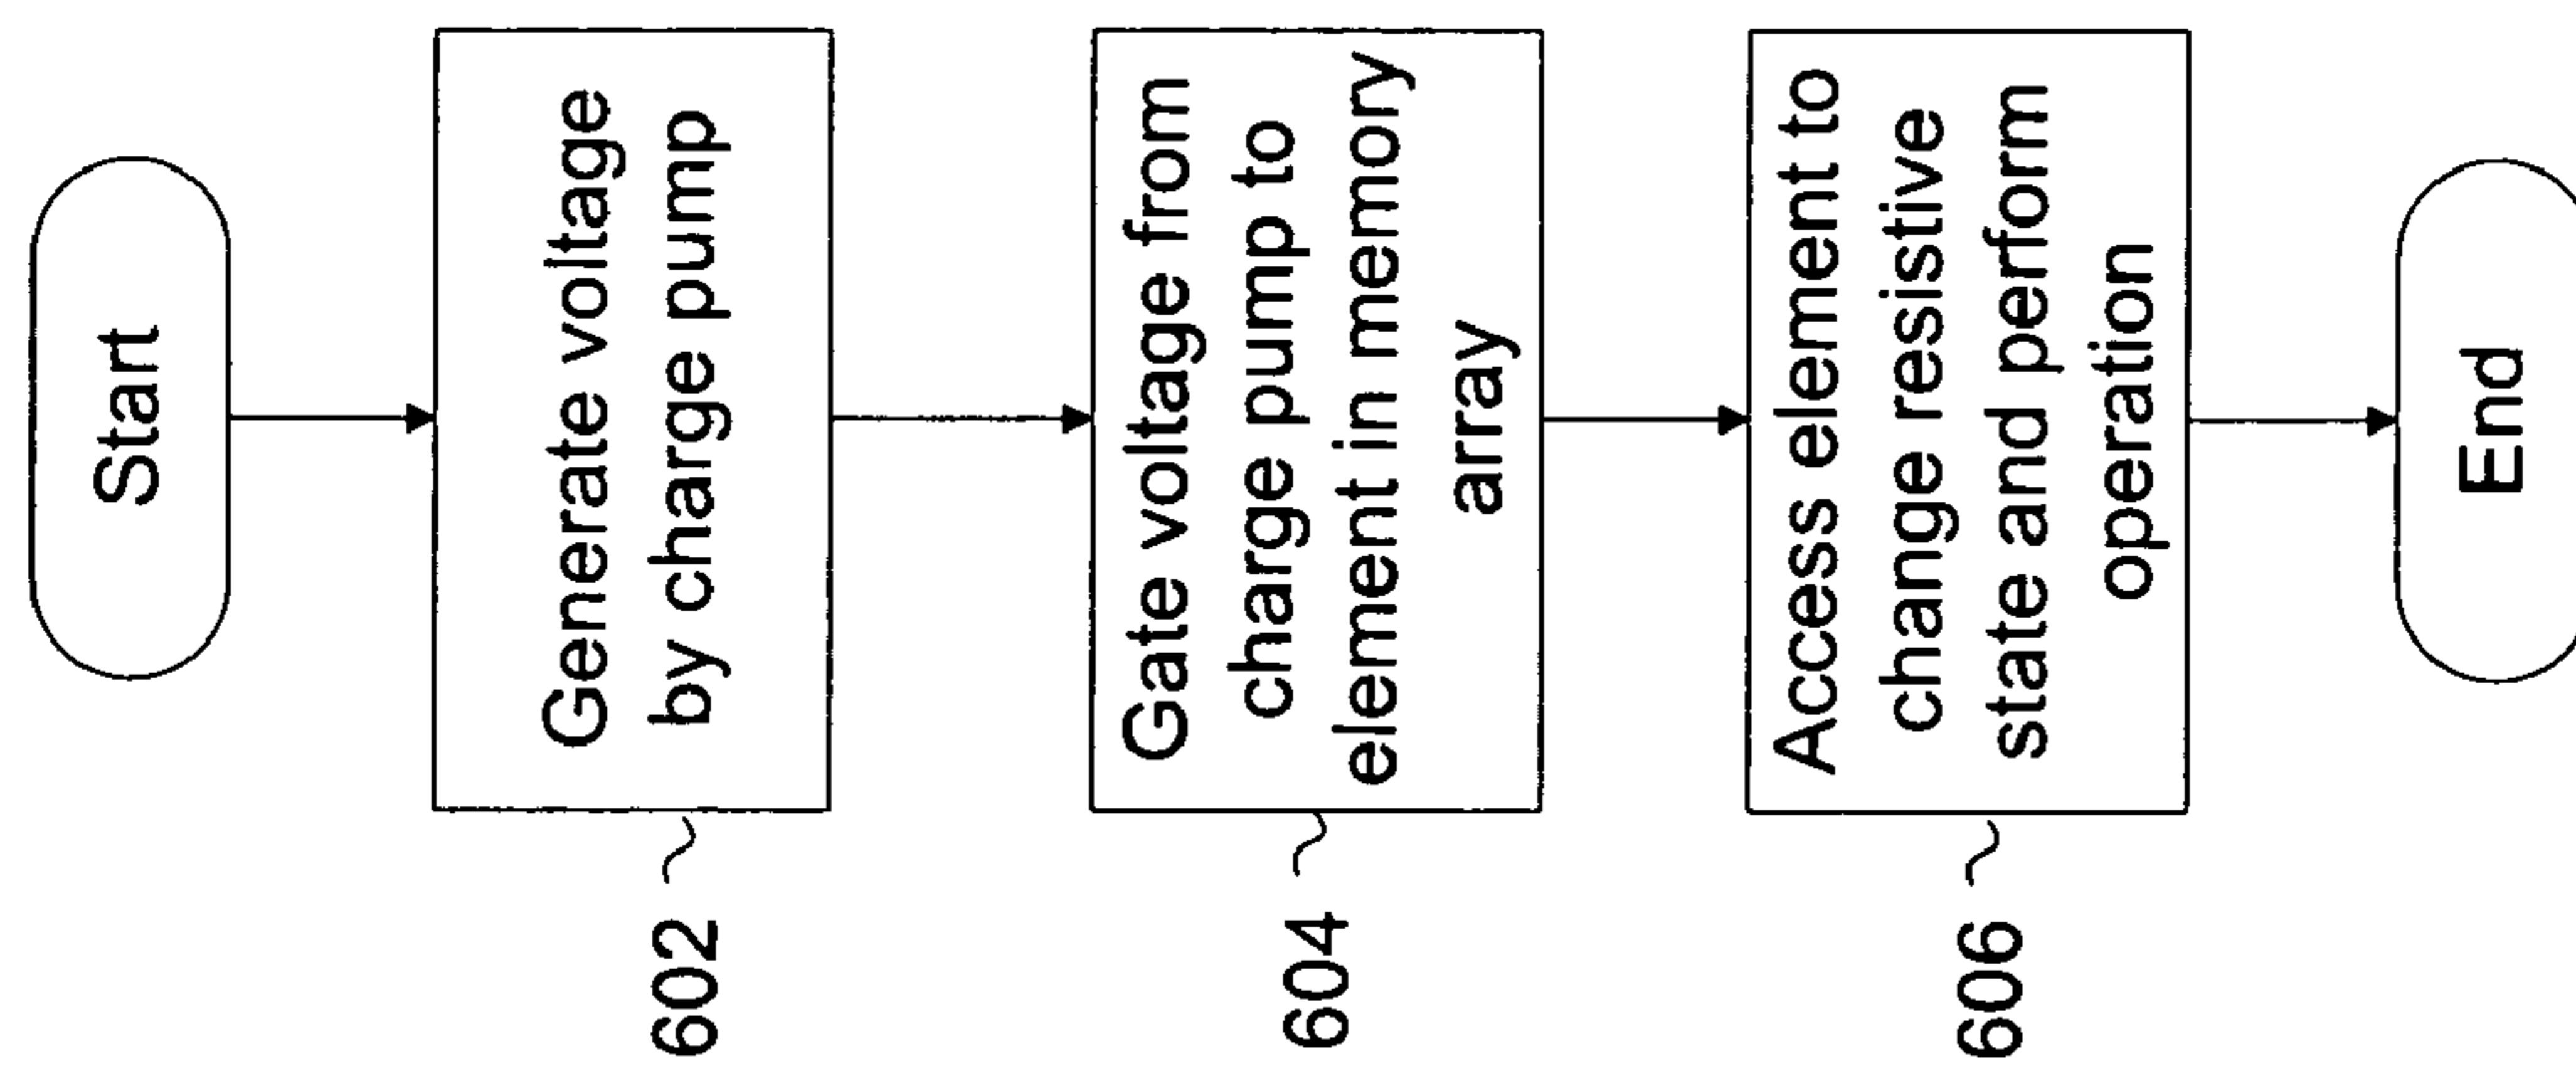 Start
Generate voltage
by charge pump
602
Gate voltage from
charge pump to
element in memory
array
604
Access element to
change resistive
state and perform
operation
606
End